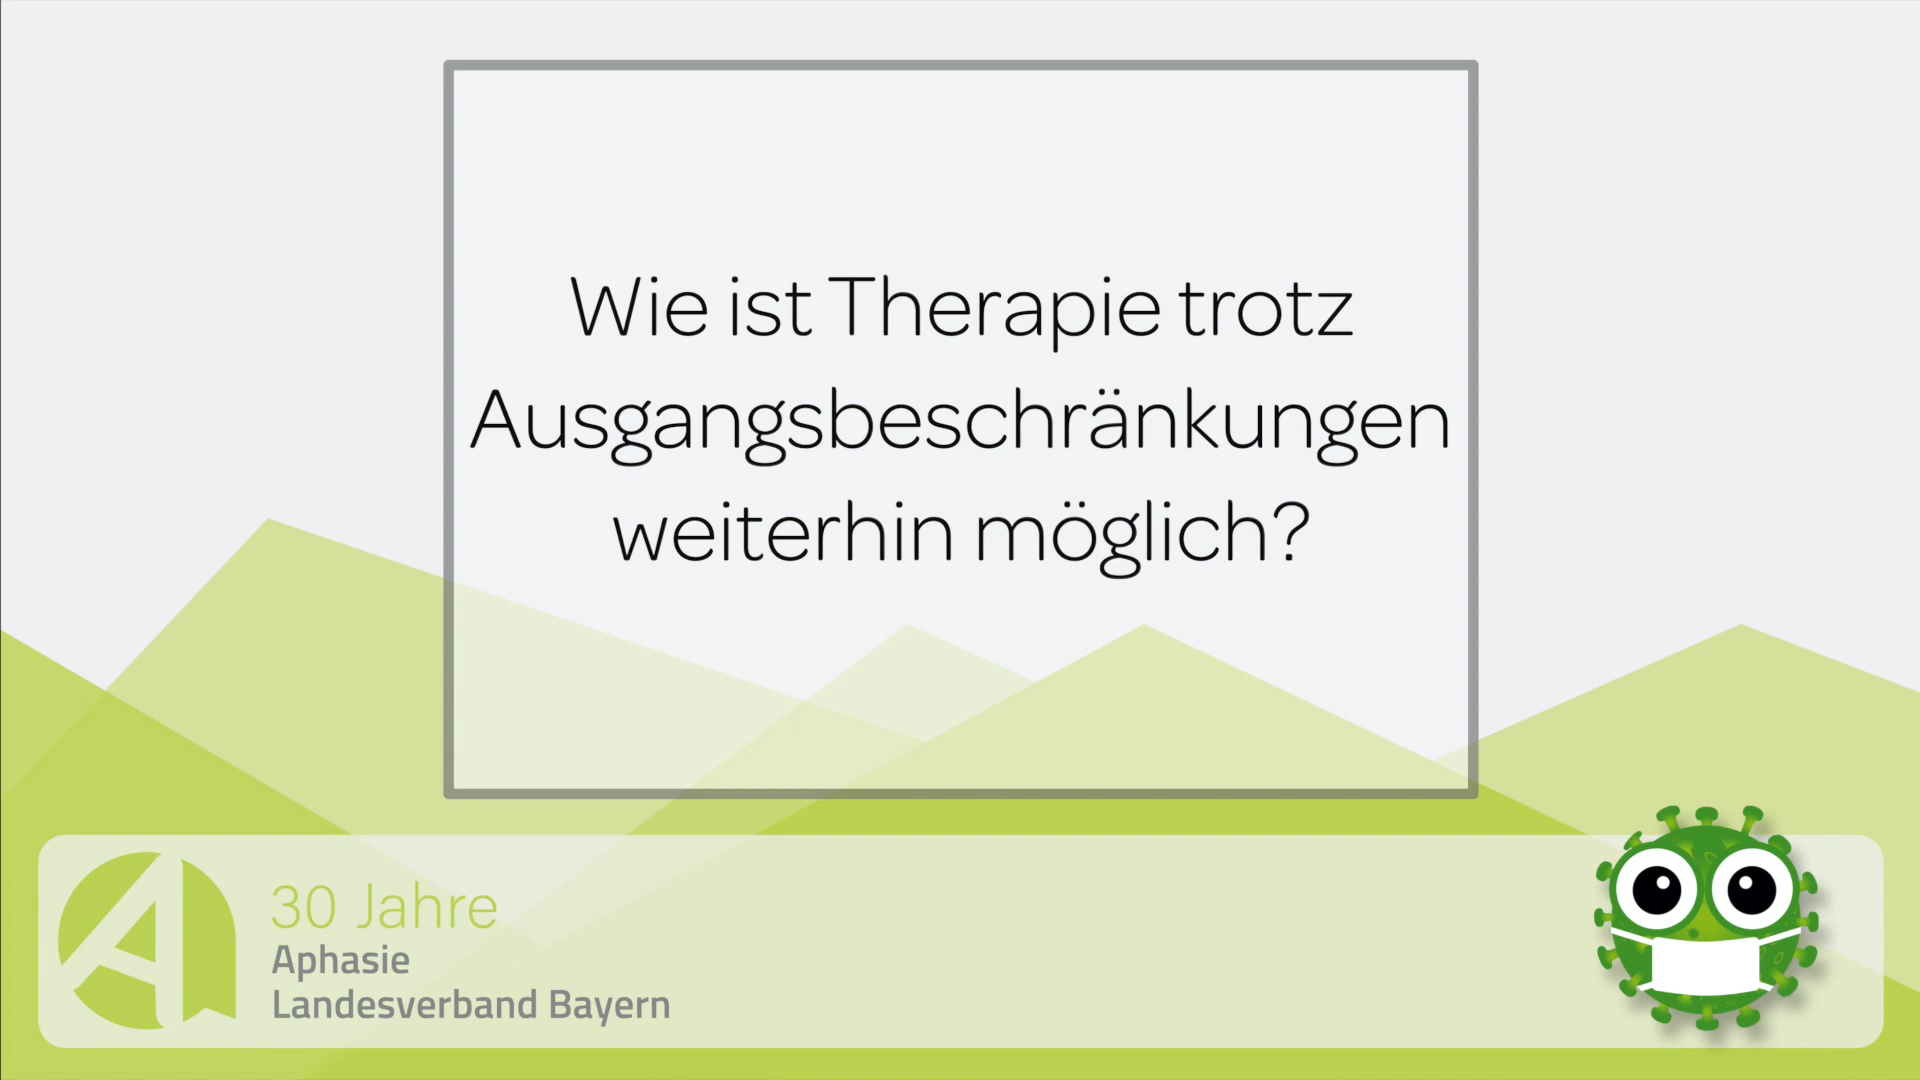 Wie ist Therapie trotz
Ausgangsbeschränkungen
weiterhin möglich?
30 Jahre
Aphasie
Landesverband Bayern